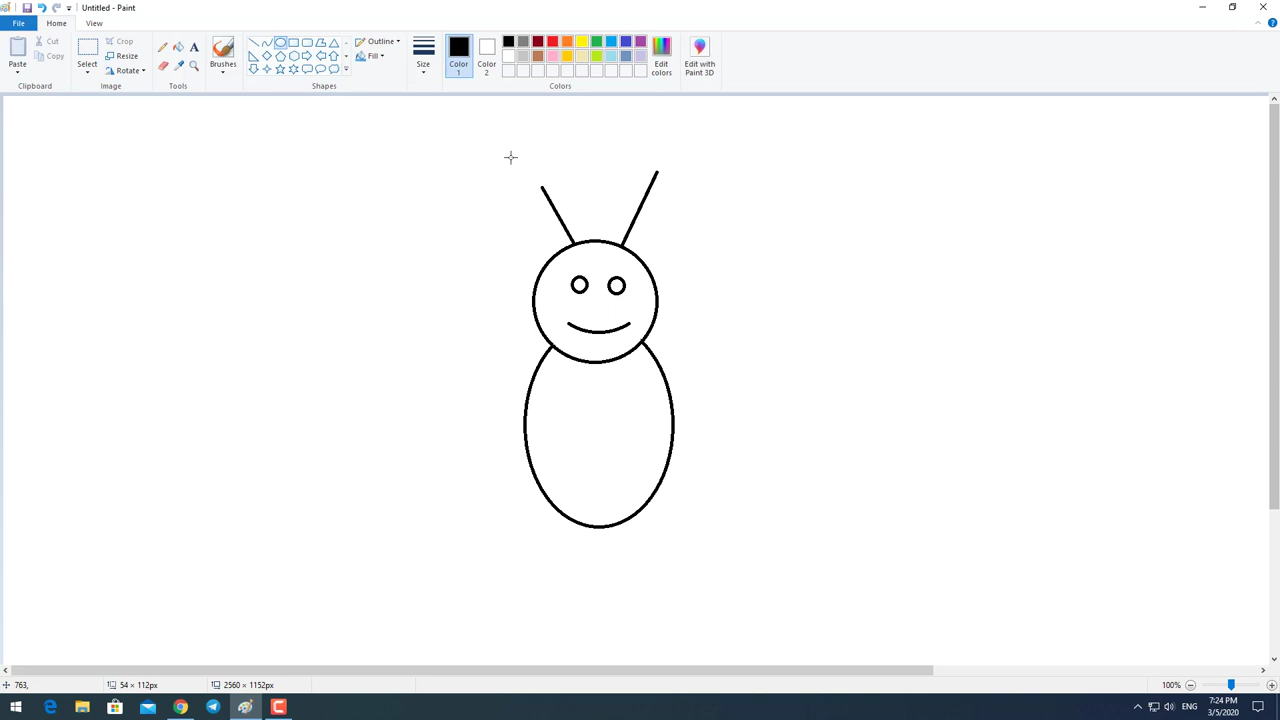 Untitled - Paint
File Home View
Paste
Cut
Copy
Clipboard
Select
Crop
Resize
Rotate
Image
A
Tools
Brushes
Outline
Fill
Shapes
Size
Color 1
Color 2
Edit colors
Edit with Paint 3D
Colors
763,
54 × 112px
2560 × 1152px
100%
ENG
7:24 PM
3/5/2020